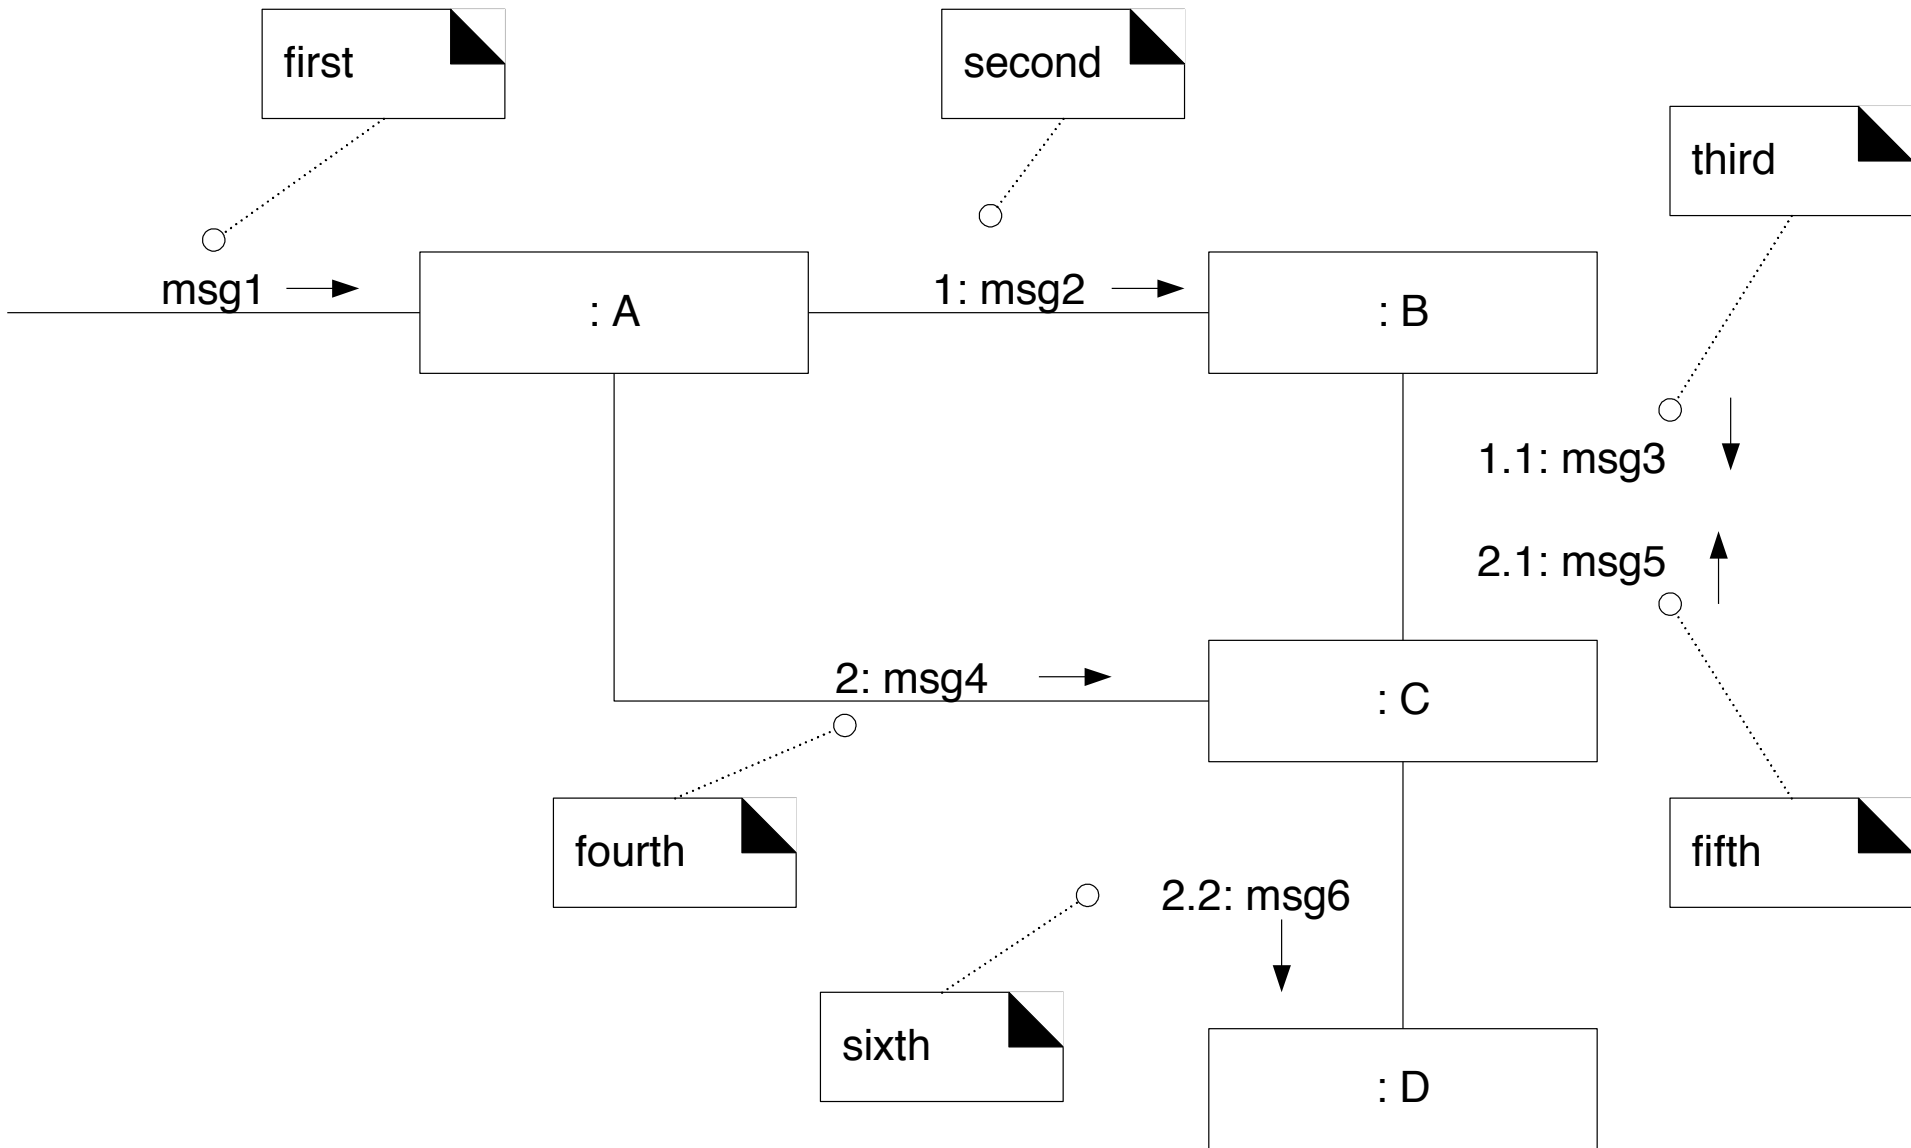 first
second
third
msg1
: A
1: msg2
: B
1.1: msg3
2.1: msg5
2: msg4
: C
fourth
fifth
2.2: msg6
sixth
: D